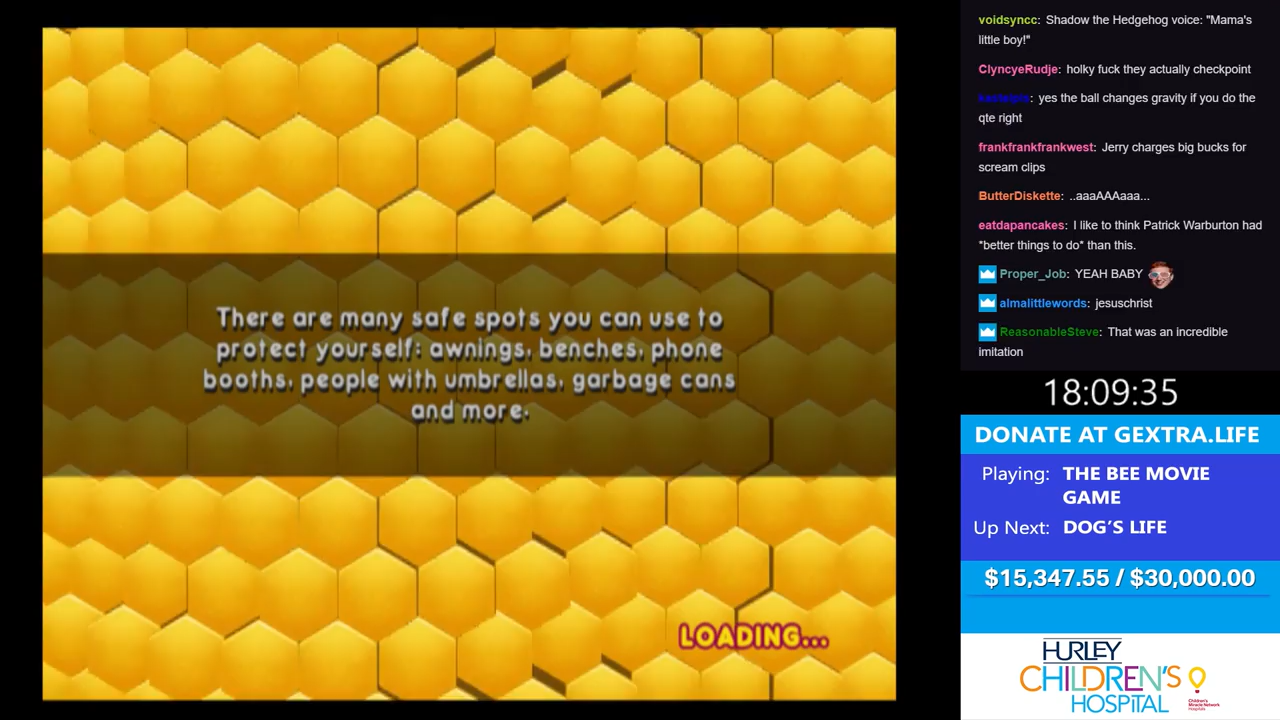 There are many safe spots you can use to
protect yourself: awnings, benches, phone
booths, people with umbrellas, garbage cans
and more.
LOADING...
voidsyncc: Shadow the Hedgehog voice: "Mama's
little boy!"
ClyncyeRudje: holky fuck they actually checkpoint
: yes the ball changes gravity if you do the
qte right
frankfrankfrankwest: Jerry charges big bucks for
scream clips
ButterDiskette: ..aaaAAAaaa...
eatdapancakes: I like to think Patrick Warburton had
*better things to do* than this.
Proper_Job: YEAH BABY
almalittlewords: jesuschrist
ReasonableSteve: That was an incredible
imitation
18:09:35
DONATE AT GEXTRA.LIFE
Playing: THE BEE MOVIE
GAME
Up Next: DOG'S LIFE
$15,347.55 / $30,000.00
HURLEY
CHILDREN'S
HOSPITAL
Children's
Miracle Network
Hospitals